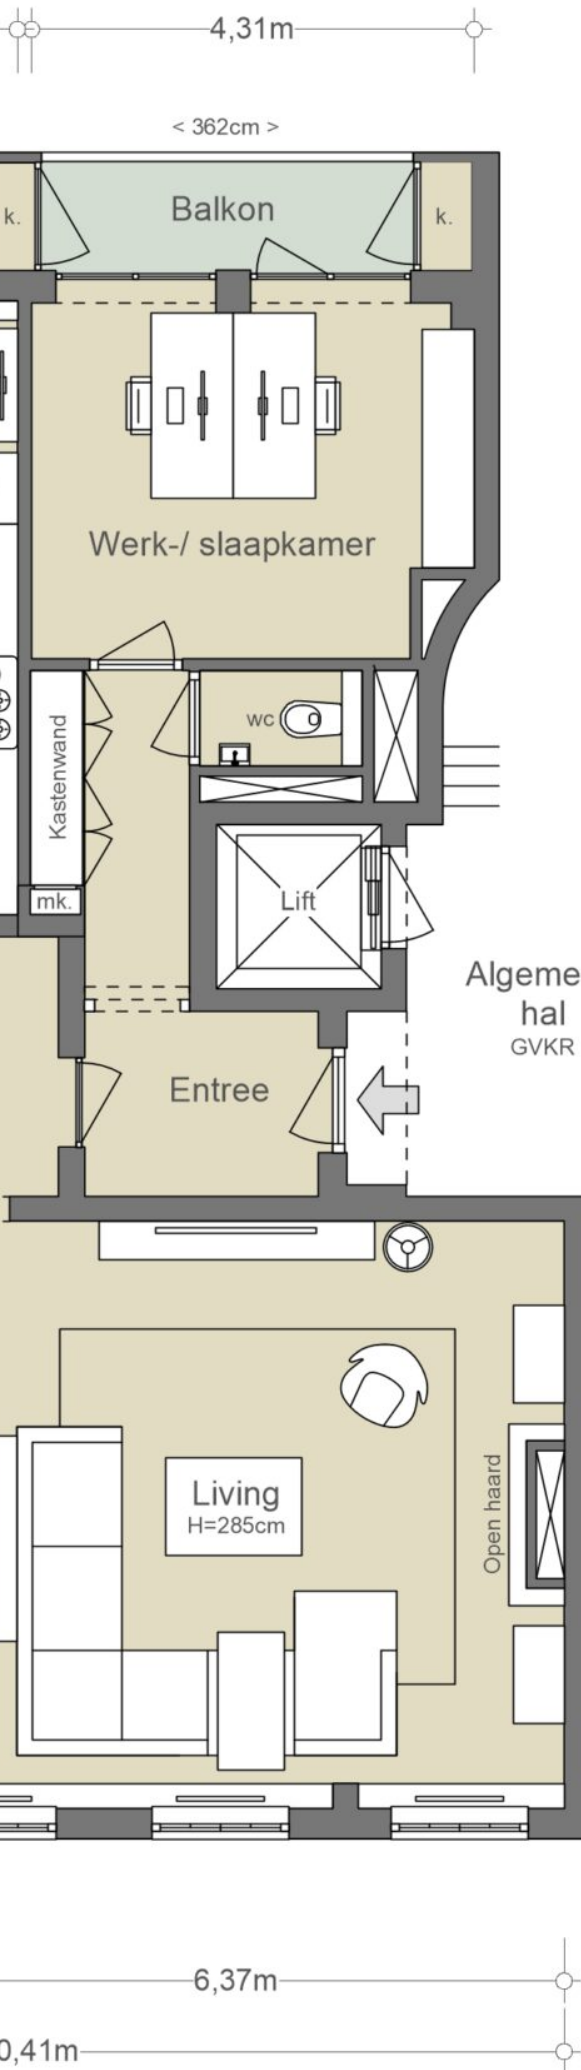 4,31m
< 362cm >
Balkon
k.
k.
Werk-/ slaapkamer
wc
Kastenwand
mk.
Lift
Algeme
hal
GVKR
Entree
Living
H=285cm
Open haard
6,37m
0,41m